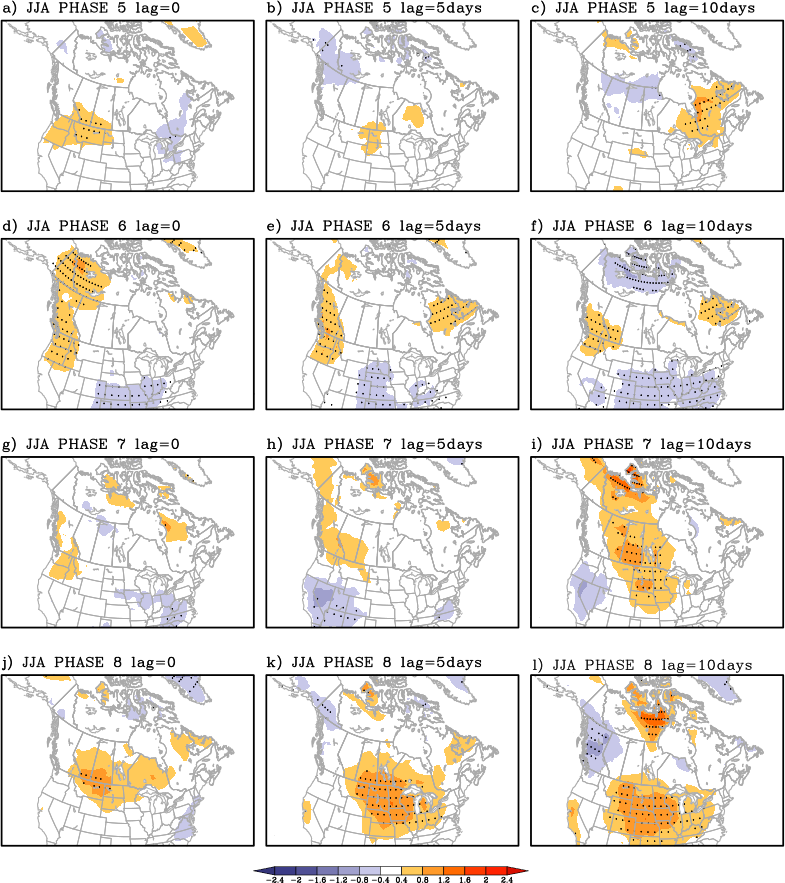 a) JJA PHASE 5 lag=0
b) JJA PHASE 5 lag=5days
c) JJA PHASE 5 lag=10days
d) JJA PHASE 6 lag=0
e) JJA PHASE 6 lag=5days
f) JJA PHASE 6 lag=10days
g) JJA PHASE 7 lag=0
h) JJA PHASE 7 lag=5days
i) JJA PHASE 7 lag=10days
j) JJA PHASE 8 lag=0
k) JJA PHASE 8 lag=5days
l) JJA PHASE 8 lag=10days
-2.4 -2 -1.6 -1.2 -0.8 -0.4 0.4 0.8 1.2 1.6 2 2.4